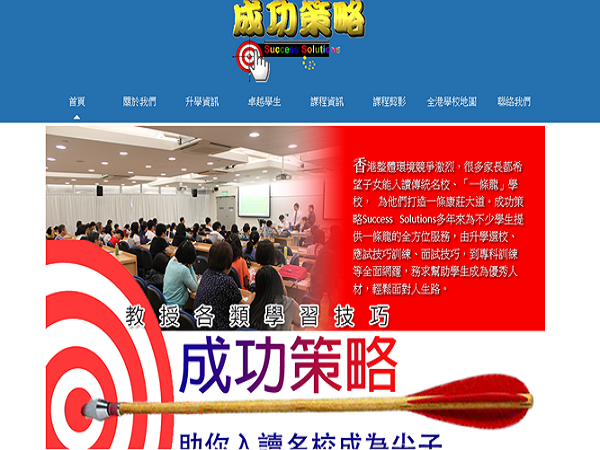 成功策略
Success Solutions
首頁 關於我們 升學資訊 卓越學生 課程資訊 課程剪影 全港學校地圖 聯絡我們
香港整體環境競爭激烈，很多家長都希
望子女能入讀傳統名校、「一條龍」學
校， 為他們打造一條康莊大道。成功策
略Success Solutions多年來為不少學生提
供一條龍的全方位服務，由升學選校、
應試技巧訓練、面試技巧，到專科訓練
等全面網羅，務求幫助學生成為優秀人
材，輕鬆面對人生路。
教授各類學習技巧
成功策略
助你入讀名校成為尖子